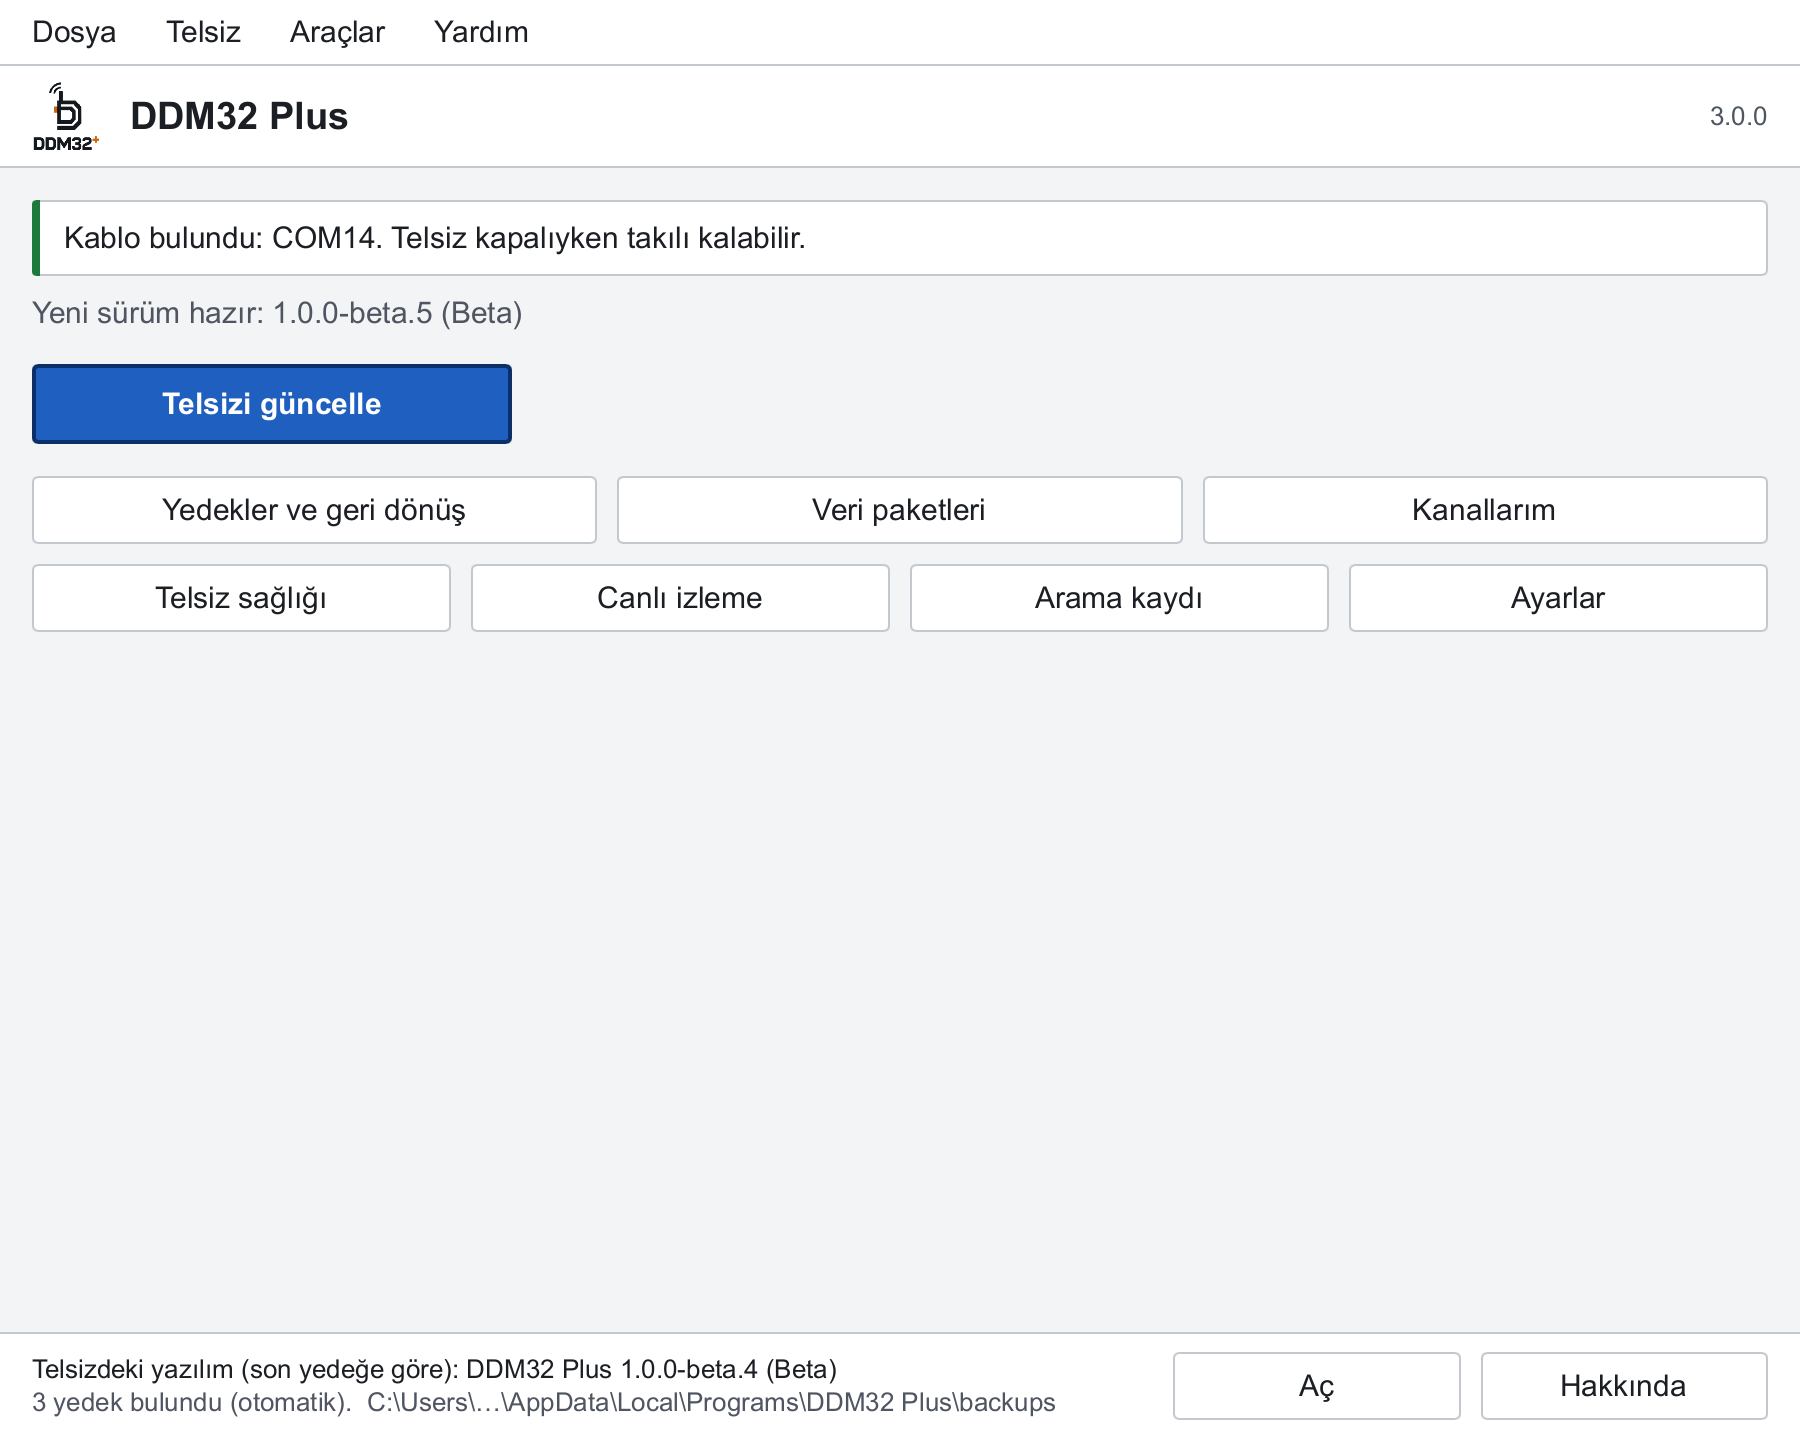 Dosya Telsiz Araçlar Yardım
DDM32+
DDM32 Plus
3.0.0
Kablo bulundu: COM14. Telsiz kapalıyken takılı kalabilir.
Yeni sürüm hazır: 1.0.0-beta.5 (Beta)
Telsizi güncelle
Yedekler ve geri dönüş
Veri paketleri
Kanallarım
Telsiz sağlığı
Canlı izleme
Arama kaydı
Ayarlar
Telsizdeki yazılım (son yedeğe göre): DDM32 Plus 1.0.0-beta.4 (Beta)
3 yedek bulundu (otomatik). C:\Users\…\AppData\Local\Programs\DDM32 Plus\backups
Aç
Hakkında